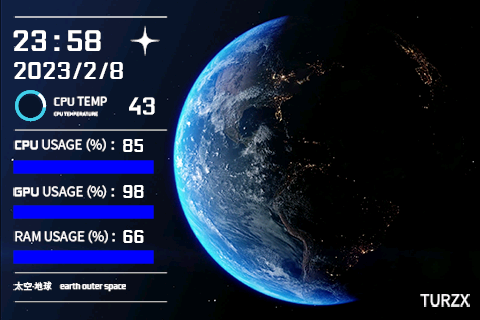 23:58
2023/2/8
CPU TEMP 43
CPU TEMPERATURE
CPU USAGE (%) : 85
GPU USAGE (%) : 98
RAM USAGE (%) : 66
太空-地球 earth outer space
TURZX